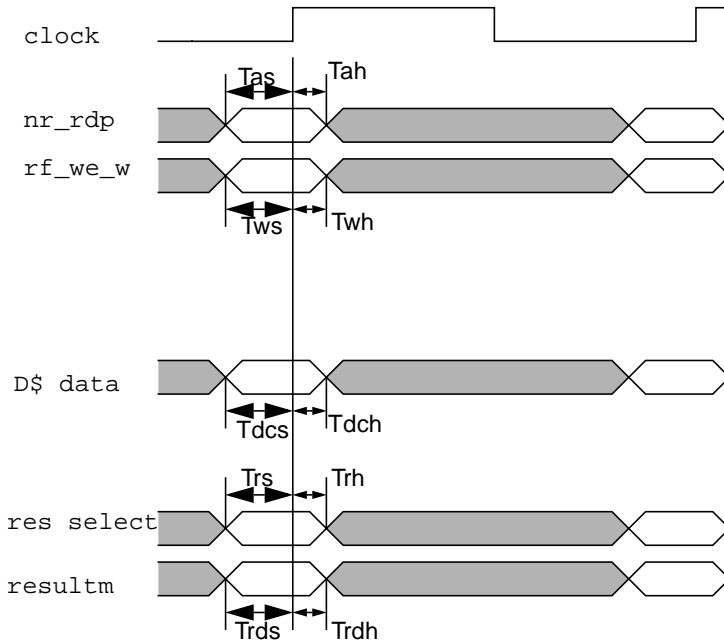 clock
Tas Tah
nr_rdp
rf_we_w
Tws Twh
D$ data
Tdcs Tdch
Trs Trh
res select
resultm
Trds Trdh